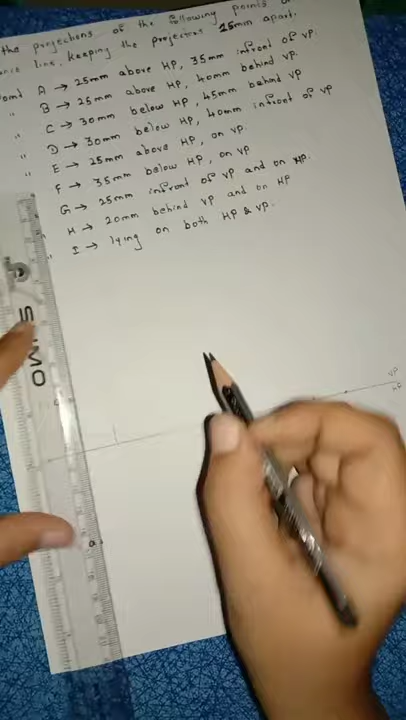 the projections of the following points
line, keeping the projectors 25mm apart.
A → 25mm above HP, 35mm infront of VP.
" B → 25mm above HP, 40mm behind VP.
" C → 30mm below HP, 45mm behind VP
" D → 30mm below HP, 40mm infront of VP
" E → 25mm above HP, on VP.
" F → 35mm below HP, on VP
" G → 25mm infront of VP and on HP.
" H → 20mm behind VP and on HP
" I → lying on both HP & VP.
VP
HP
a